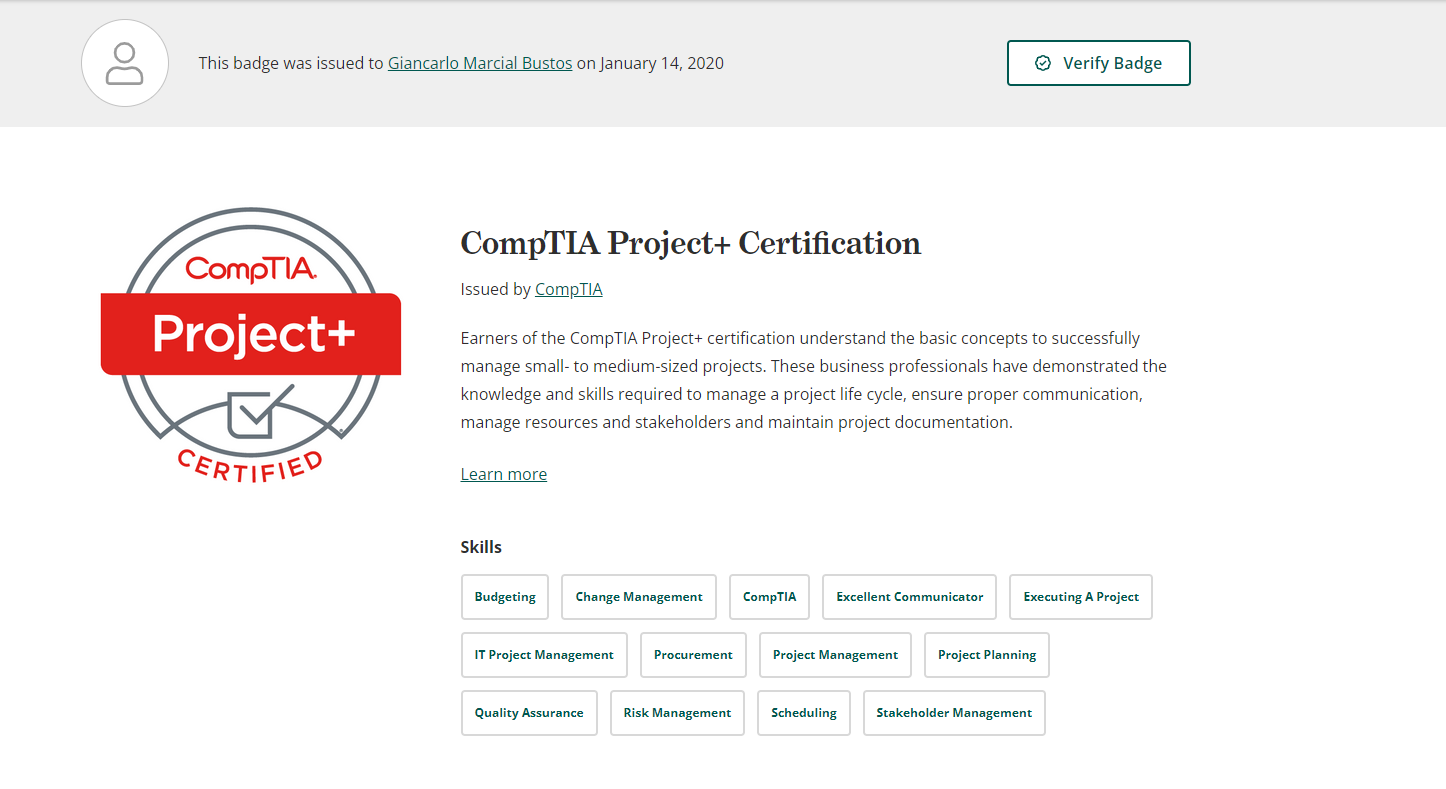 This badge was issued to Giancarlo Marcial Bustos on January 14, 2020
Verify Badge
CompTIA.
Project+
CERTIFIED
CompTIA Project+ Certification
Issued by CompTIA
Earners of the CompTIA Project+ certification understand the basic concepts to successfully
manage small- to medium-sized projects. These business professionals have demonstrated the
knowledge and skills required to manage a project life cycle, ensure proper communication,
manage resources and stakeholders and maintain project documentation.
Learn more
Skills
Budgeting Change Management CompTIA Excellent Communicator Executing A Project
IT Project Management Procurement Project Management Project Planning
Quality Assurance Risk Management Scheduling Stakeholder Management